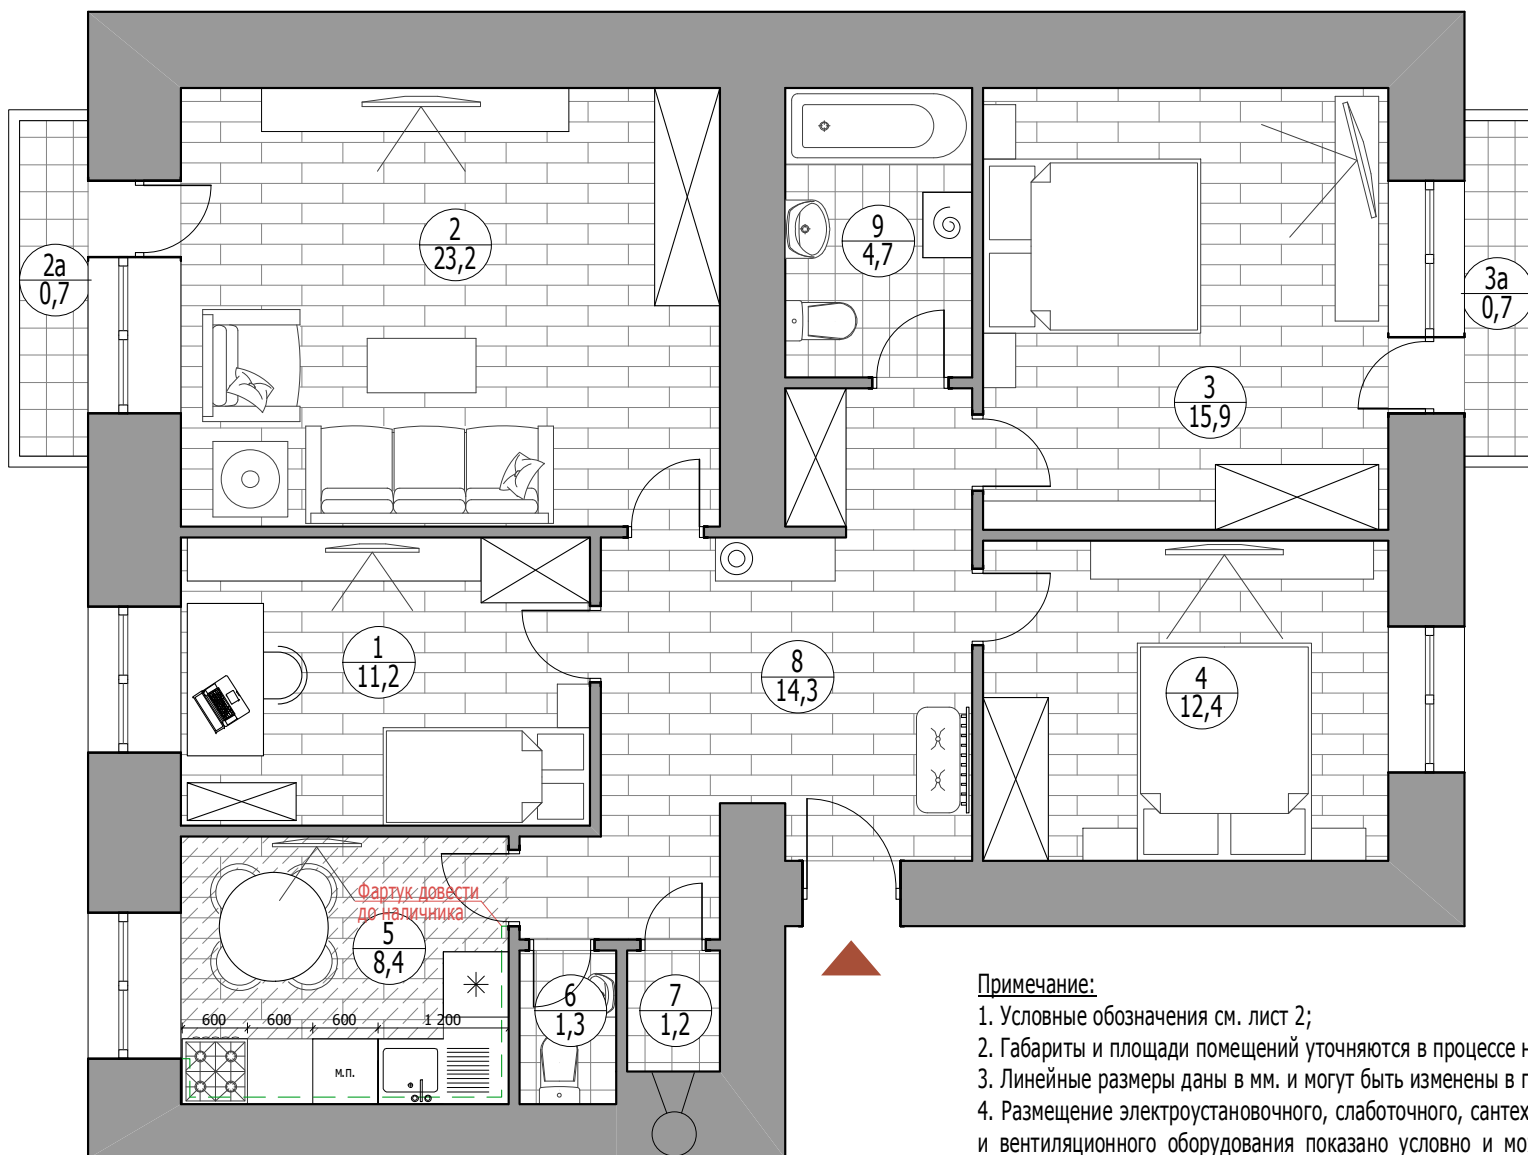 2
23,2
9
4,7
2а
0,7
3а
0,7
3
15,9
1
11,2
8
14,3
4
12,4
Фартук довести
до наличника
5
8,4
600 600 600 1 200
м.п.
6
1,3
7
1,2
Примечание:
1. Условные обозначения см. лист 2;
2. Габариты и площади помещений уточняются в процессе
3. Линейные размеры даны в мм. и могут быть изменены в
4. Размещение электроустановочного, слаботочного,
и вентиляционного оборудования показано условно и